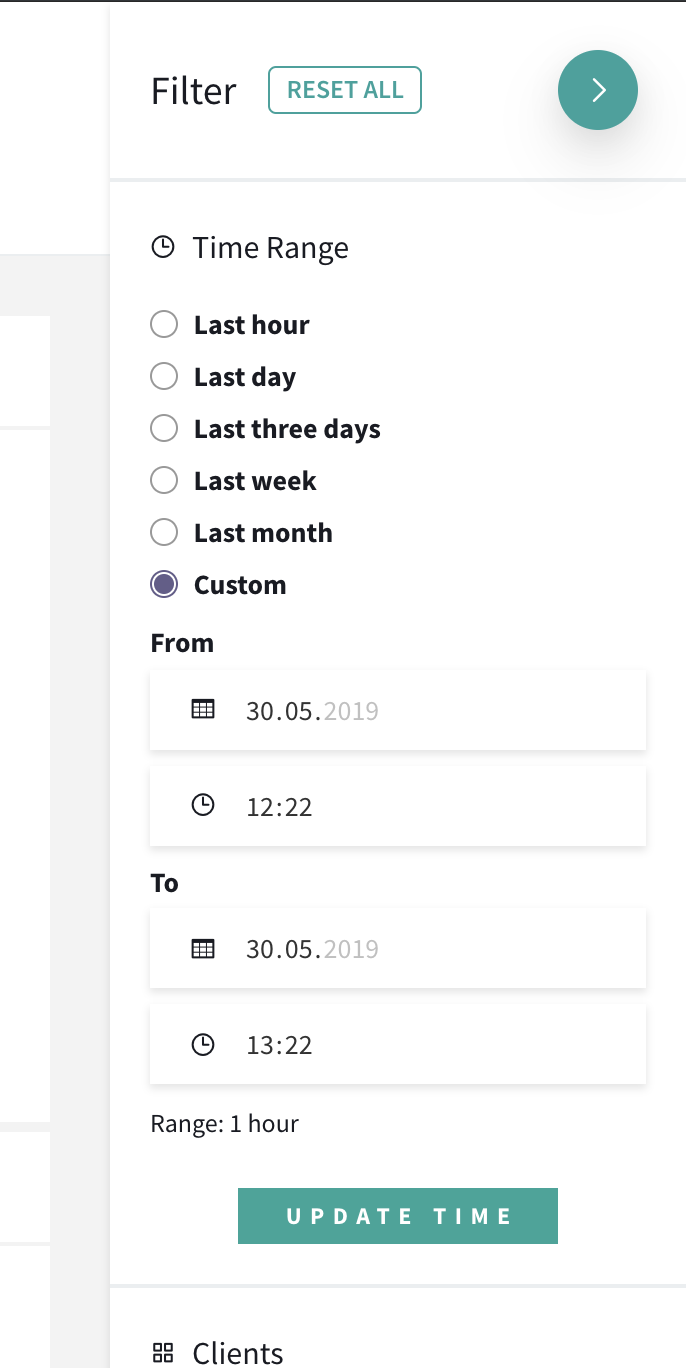 Filter
RESET ALL
Time Range
Last hour
Last day
Last three days
Last week
Last month
Custom
From
30.05.2019
12:22
To
30.05.2019
13:22
Range: 1 hour
UPDATE TIME
Clients